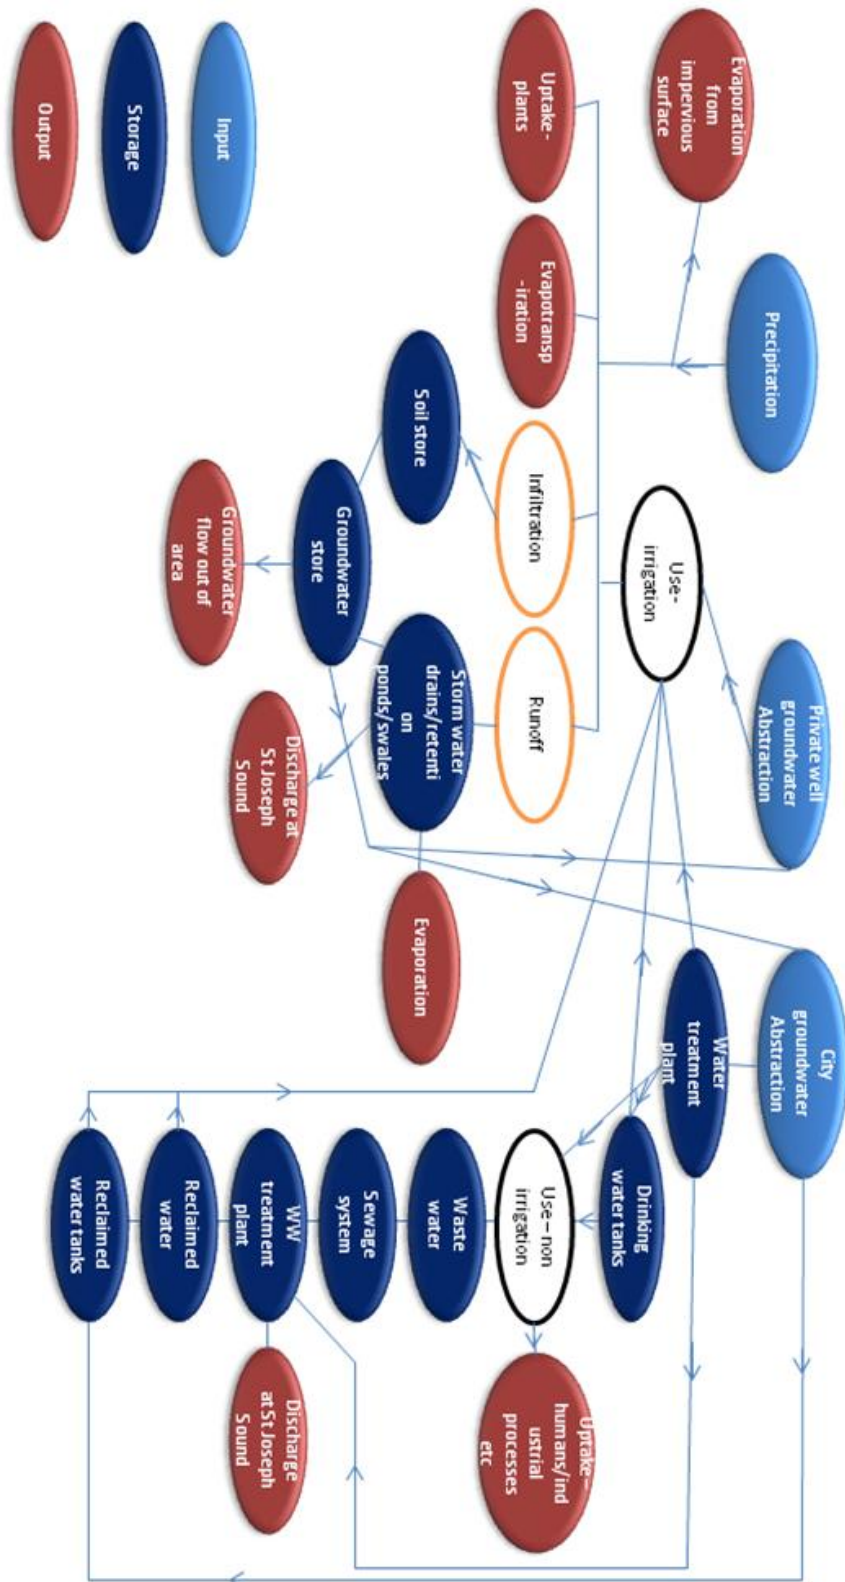 Evaporation
from
impervious
surface
Precipitation
Private well
groundwater
Abstraction
City
groundwater
Abstraction
Use-
irrigation
Water
treatment
plant
Drinking
water tanks
Uptake-
plants
Evapotransp
-iration
Infiltration
Runoff
Use – non
irrigation
Uptake –
humans/ind
ustrial
processes
etc
Soil store
Storm water
drains/retenti
on
ponds/swales
Evaporation
Waste
water
Groundwater
store
Sewage
system
Discharge at
St Joseph
Sound
WW
treatment
plant
Discharge
at St Joseph
Sound
Groundwater
flow out of
area
Reclaimed
water
Reclaimed
water tanks
Input
Storage
Output